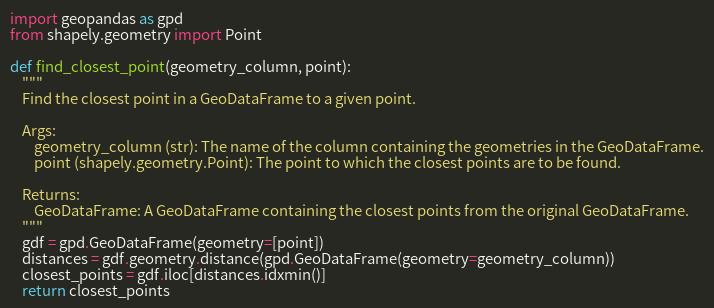 import geopandas as gpd
from shapely.geometry import Point

def find_closest_point(geometry_column, point):
    """
    Find the closest point in a GeoDataFrame to a given point.

    Args:
        geometry_column (str): The name of the column containing the geometries in the GeoDataFrame.
        point (shapely.geometry.Point): The point to which the closest points are to be found.

    Returns:
        GeoDataFrame: A GeoDataFrame containing the closest points from the original GeoDataFrame.
    """
    gdf = gpd.GeoDataFrame(geometry=[point])
    distances = gdf.geometry.distance(gpd.GeoDataFrame(geometry=geometry_column))
    closest_points = gdf.iloc[distances.idxmin()]
    return closest_points